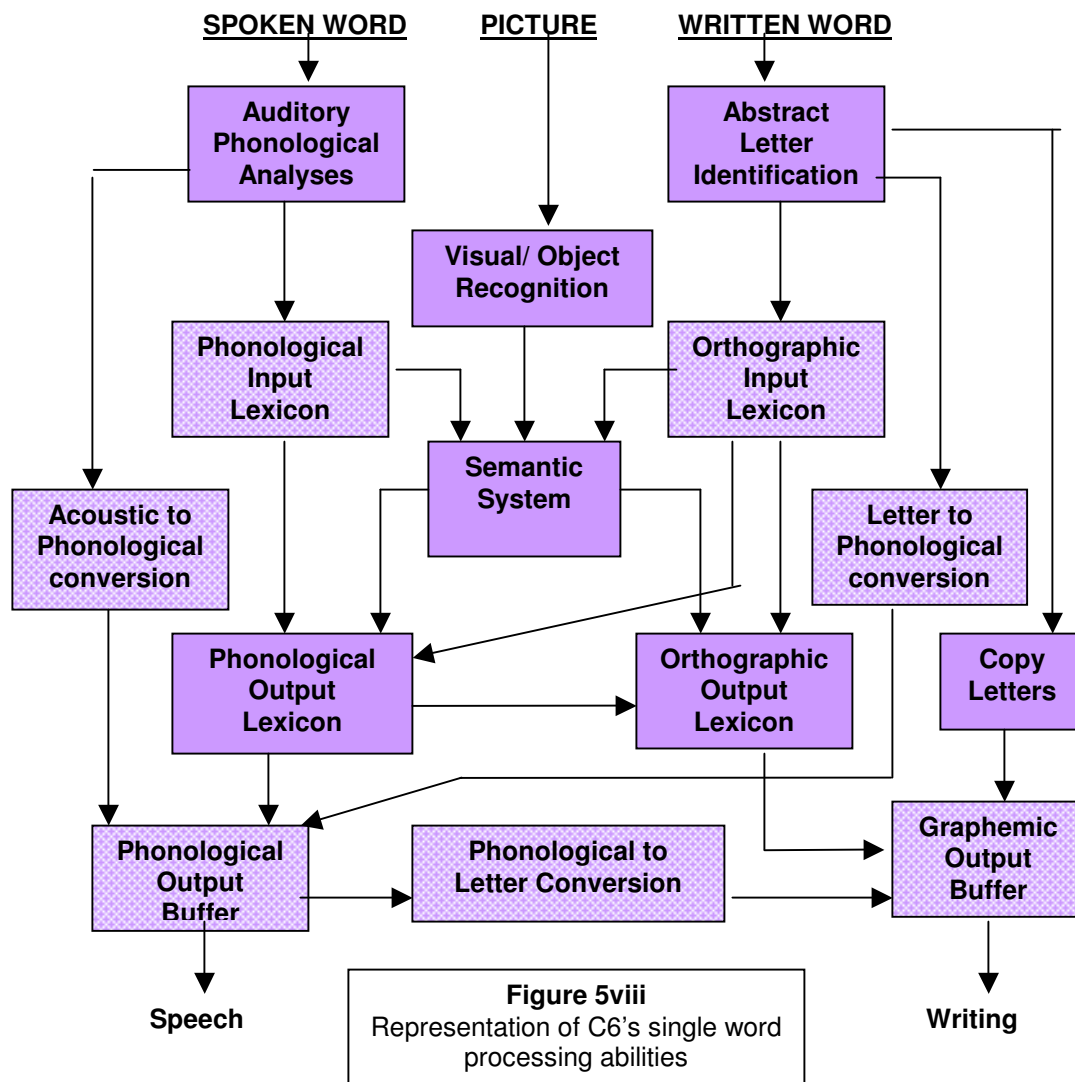 SPOKEN WORD PICTURE WRITTEN WORD
Auditory
Phonological
Analyses
Abstract
Letter
Identification
Visual/ Object
Recognition
Phonological
Input
Lexicon
Orthographic
Input
Lexicon
Semantic
System
Acoustic to
Phonological
conversion
Letter to
Phonological
conversion
Phonological
Output
Lexicon
Orthographic
Output
Lexicon
Copy
Letters
Phonological
Output
Buffer
Phonological to
Letter Conversion
Graphemic
Output
Buffer
Speech
Figure 5viii
Representation of C6’s single word
processing abilities
Writing